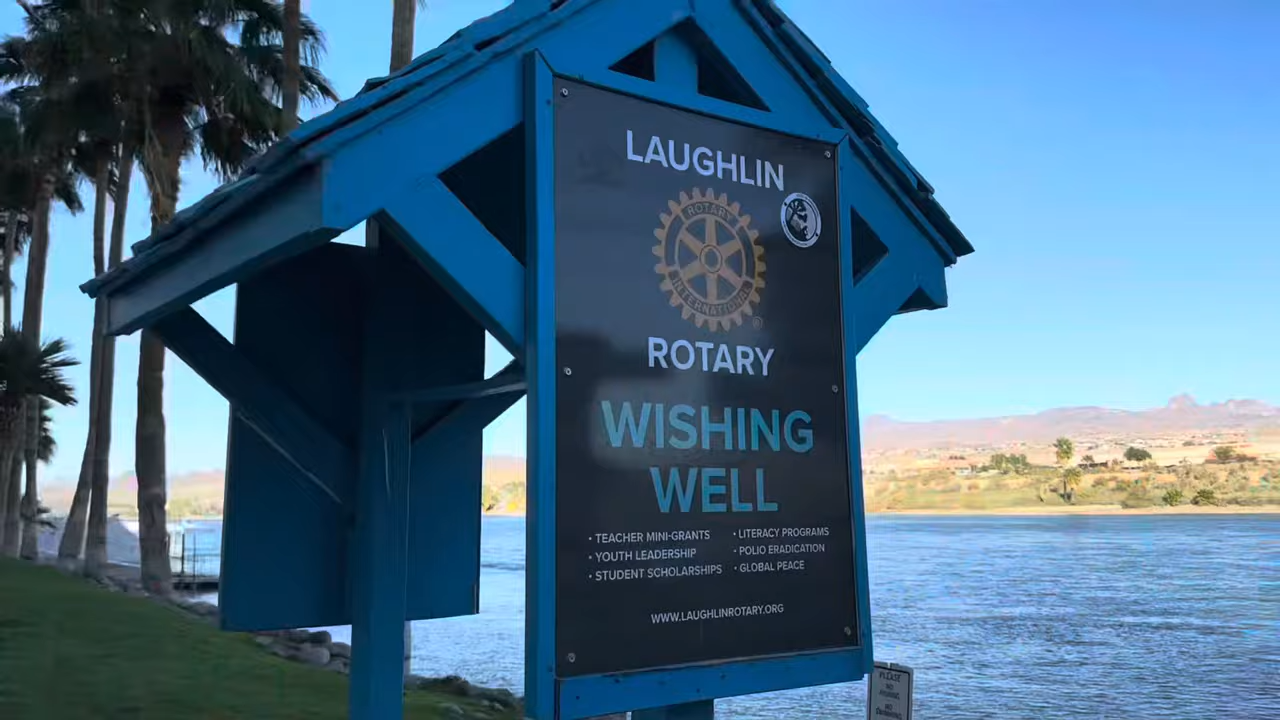 LAUGHLIN
ROTARY
INTERNATIONAL
®
ROTARY
WISHING
WELL
• TEACHER MINI-GRANTS
• YOUTH LEADERSHIP
• STUDENT SCHOLARSHIPS
• LITERACY PROGRAMS
• POLIO ERADICATION
• GLOBAL PEACE
WWW.LAUGHLINROTARY.ORG
PLEASE
NO